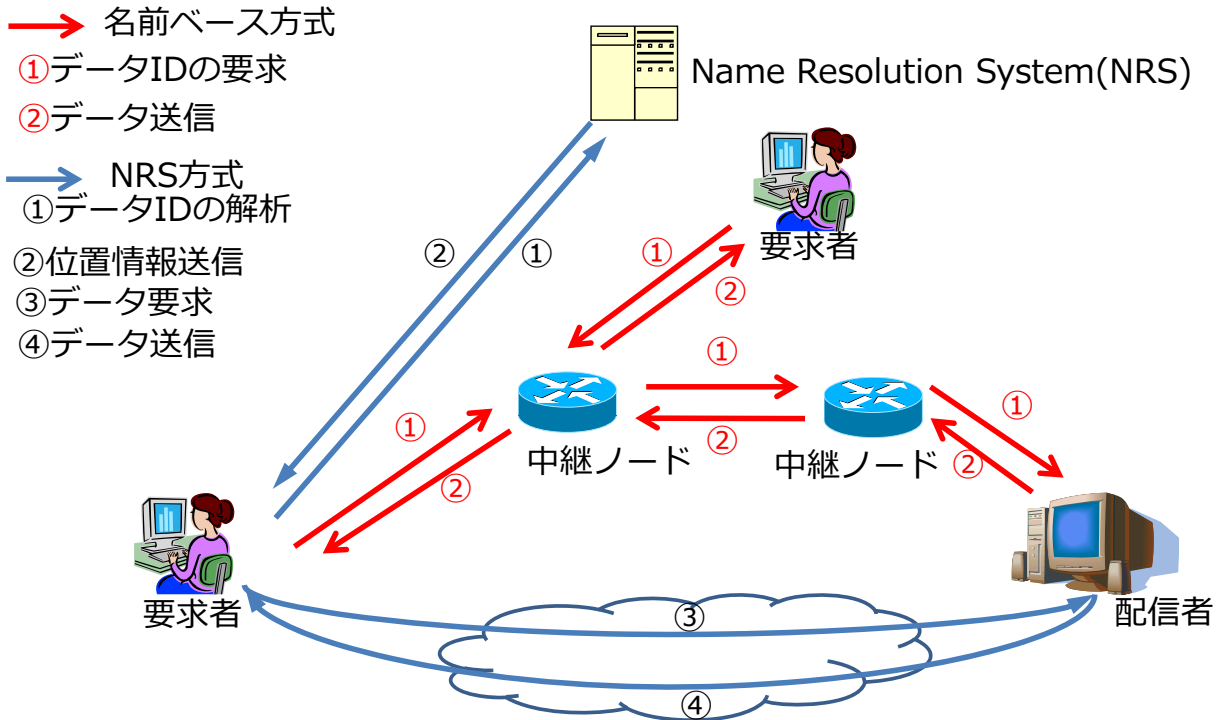 名前ベース方式
①データIDの要求
②データ送信
NRS方式
①データIDの解析
②位置情報送信
③データ要求
④データ送信
Name Resolution System(NRS)
要求者
②
①
①
②
①
②
①
②
①
②
中継ノード
中継ノード
要求者
配信者
③
④